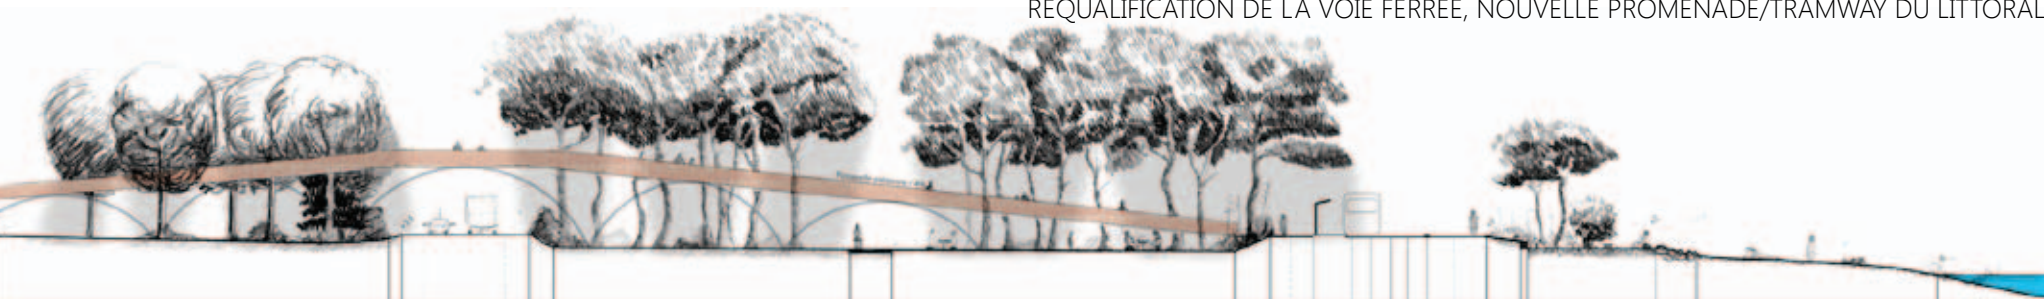 REQUALIFICATION DE LA VOIE FERRÉE, NOUVELLE PROMENADE/TRAMWAY DU LITTORAL